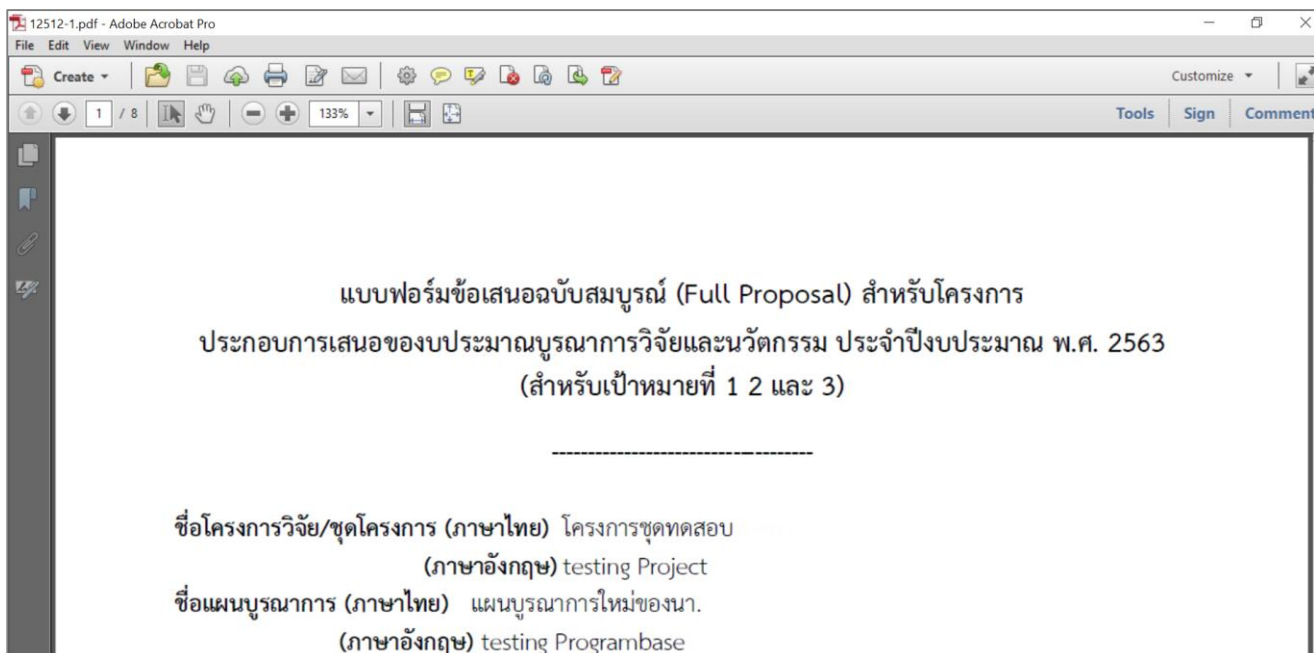 12512-1.pdf - Adobe Acrobat Pro
File Edit View Window Help
Create Customize
1 / 8 133% Tools Sign Comment
แบบฟอร์มข้อเสนอฉบับสมบูรณ์ (Full Proposal) สำหรับโครงการ
ประกอบการเสนอของบประมาณบูรณาการวิจัยและนวัตกรรม ประจำปีงบประมาณ พ.ศ. 2563
(สำหรับเป้าหมายที่ 1 2 และ 3)
------------------------------------
ชื่อโครงการวิจัย/ชุดโครงการ (ภาษาไทย) โครงการชุดทดสอบ
(ภาษาอังกฤษ) testing Project
ชื่อแผนบูรณาการ (ภาษาไทย) แผนบูรณาการใหม่ของนา.
(ภาษาอังกฤษ) testing Programbase